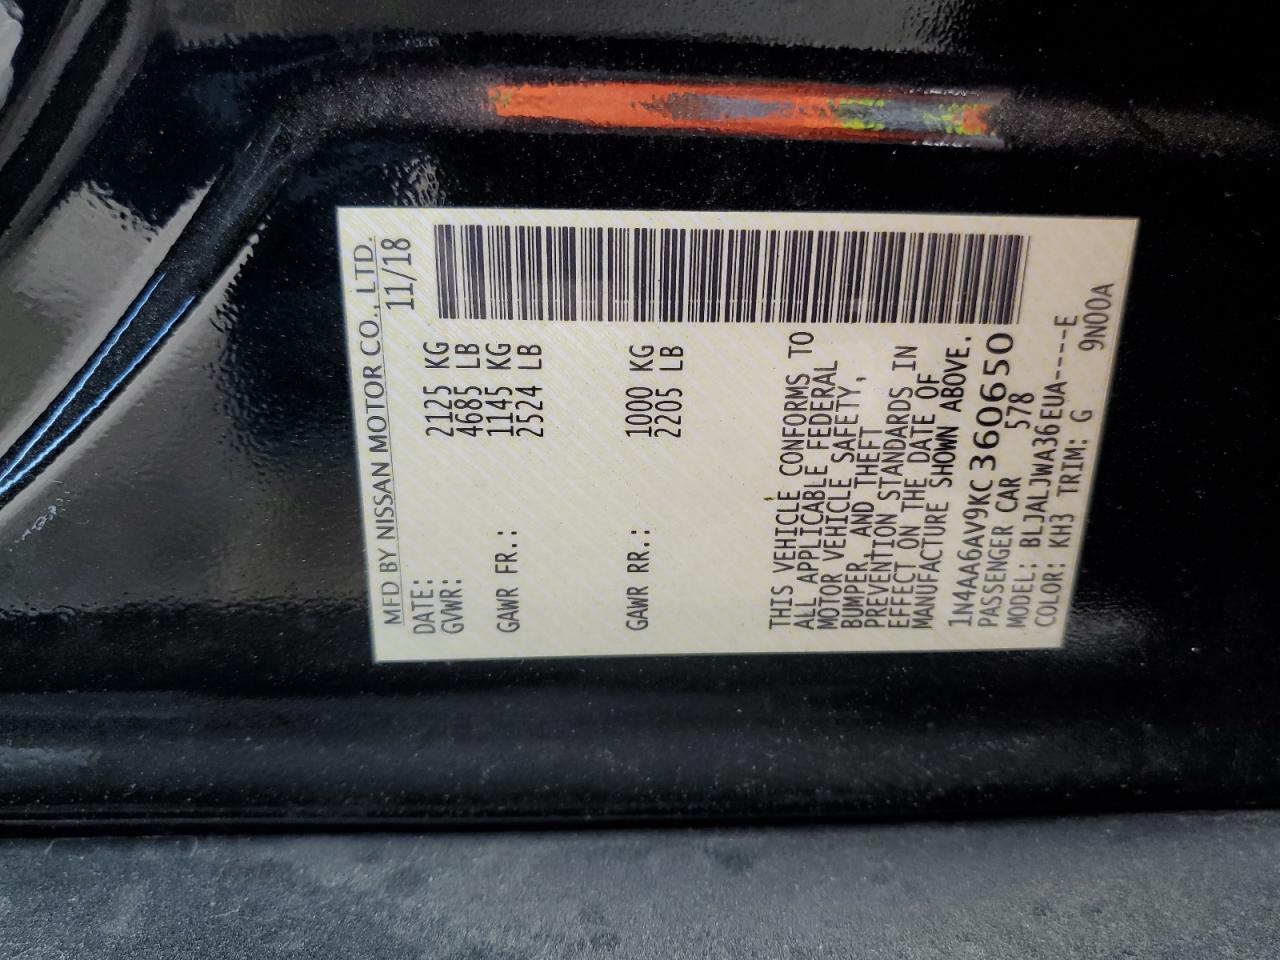 MFD BY NISSAN MOTOR CO., LTD.
DATE: 11/18
GVWR: 2125 KG
4685 LB
GAWR FR.: 1145 KG
2524 LB
GAWR RR.: 1000 KG
2205 LB
THIS VEHICLE CONFORMS TO
ALL APPLICABLE FEDERAL
MOTOR VEHICLE SAFETY,
BUMPER, AND THEFT
PREVENTION STANDARDS IN
EFFECT ON THE DATE OF
MANUFACTURE SHOWN ABOVE.
1N4AA6AV9KC360650
PASSENGER CAR 578
MODEL: BLJALJWA36EUA-----E
COLOR: KH3 TRIM: G 9N00A